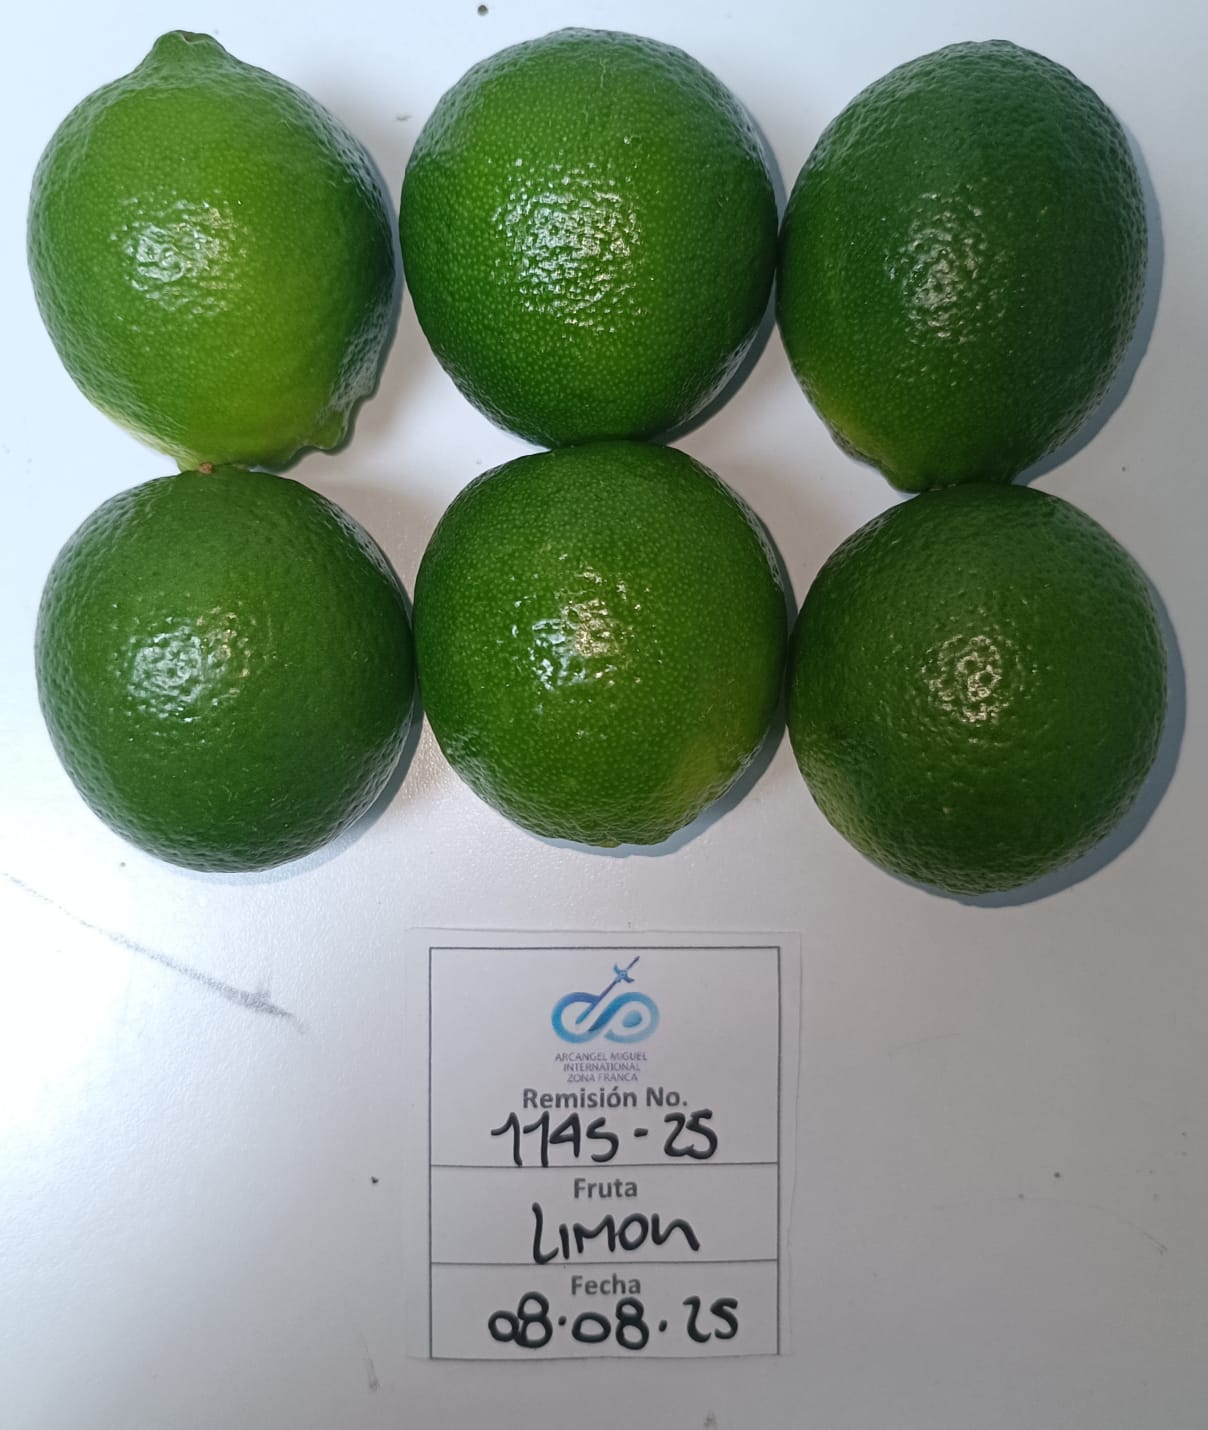 ARCANGEL MIGUEL
INTERNATIONAL
ZONA FRANCA
Remisión No.
1145-25
Fruta
LIMON
Fecha
08.08.25